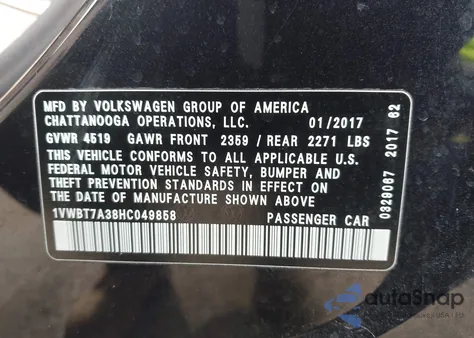 MFD BY VOLKSWAGEN GROUP OF AMERICA
CHATTANOOGA OPERATIONS, LLC. 01/2017
GVWR 4519 GAWR FRONT 2359 / REAR 2271 LBS
THIS VEHICLE CONFORMS TO ALL APPLICABLE U.S.
FEDERAL MOTOR VEHICLE SAFETY, BUMPER AND
THEFT PREVENTION STANDARDS IN EFFECT ON
THE DATE OF MANUFACTURE SHOWN ABOVE
1VWBT7A38HC049858 PASSENGER CAR
0329067 2017 62
autoSnap